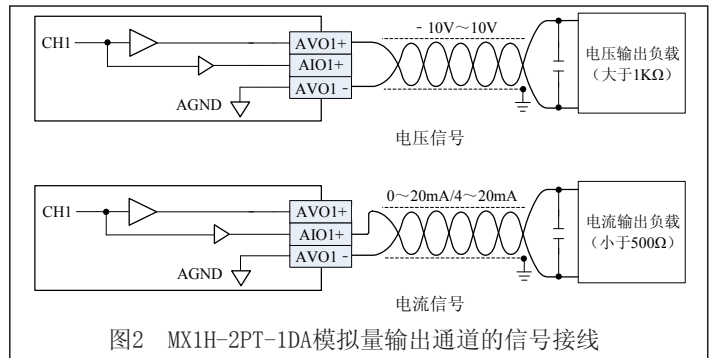 CH1
AVO1+
AIO1+
AVO1 -
AGND
- 10V～10V
电压输出负载
（大于1KΩ）
电压信号
CH1
AVO1+
AIO1+
AVO1 -
AGND
0～20mA/4～20mA
电流输出负载
（小于500Ω）
电流信号
图2 MX1H-2PT-1DA模拟量输出通道的信号接线